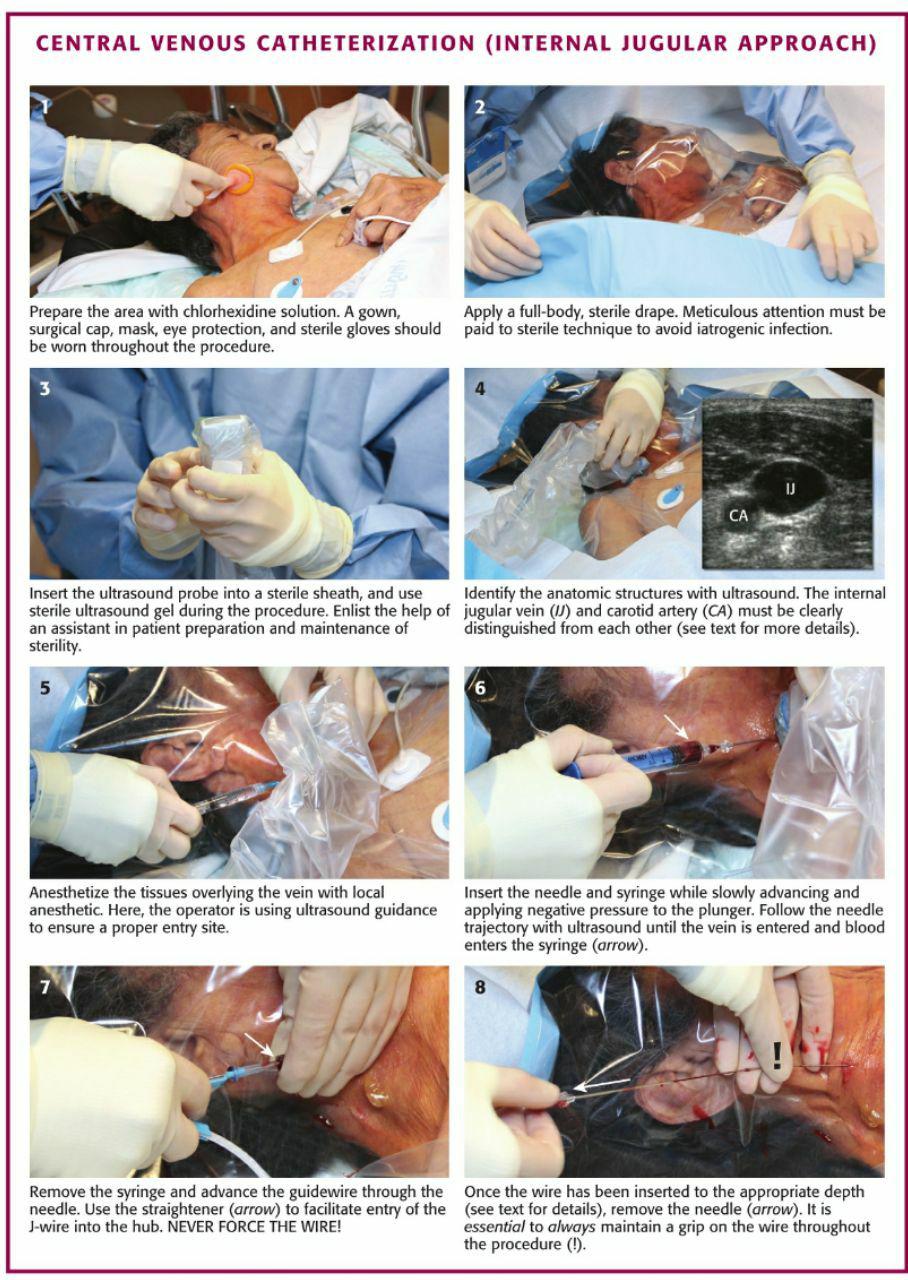 CENTRAL VENOUS CATHETERIZATION (INTERNAL JUGULAR APPROACH)
1
Prepare the area with chlorhexidine solution. A gown,
surgical cap, mask, eye protection, and sterile gloves should
be worn throughout the procedure.
2
Apply a full-body, sterile drape. Meticulous attention must be
paid to sterile technique to avoid iatrogenic infection.
3
Insert the ultrasound probe into a sterile sheath, and use
sterile ultrasound gel during the procedure. Enlist the help of
an assistant in patient preparation and maintenance of
sterility.
4
IJ
CA
Identify the anatomic structures with ultrasound. The internal
jugular vein (IJ) and carotid artery (CA) must be clearly
distinguished from each other (see text for more details).
5
Anesthetize the tissues overlying the vein with local
anesthetic. Here, the operator is using ultrasound guidance
to ensure a proper entry site.
6
Insert the needle and syringe while slowly advancing and
applying negative pressure to the plunger. Follow the needle
trajectory with ultrasound until the vein is entered and blood
enters the syringe (arrow).
7
Remove the syringe and advance the guidewire through the
needle. Use the straightener (arrow) to facilitate entry of the
J-wire into the hub. NEVER FORCE THE WIRE!
8
!
Once the wire has been inserted to the appropriate depth
(see text for details), remove the needle (arrow). It is
essential to always maintain a grip on the wire throughout
the procedure (!).